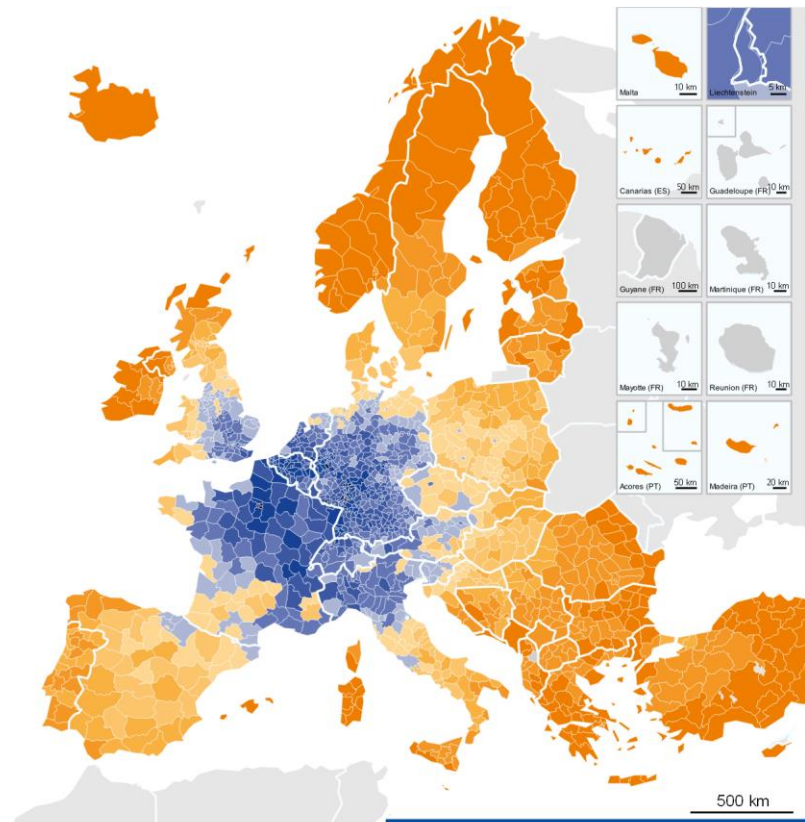 Malta
10 km
Liechtenstein
5 km
Canarias (ES)
50 km
Guadeloupe (FR)
10 km
Guyane (FR)
100 km
Martinique (FR)
10 km
Mayotte (FR)
10 km
Reunion (FR)
10 km
Acores (PT)
50 km
Madeira (PT)
20 km
500 km